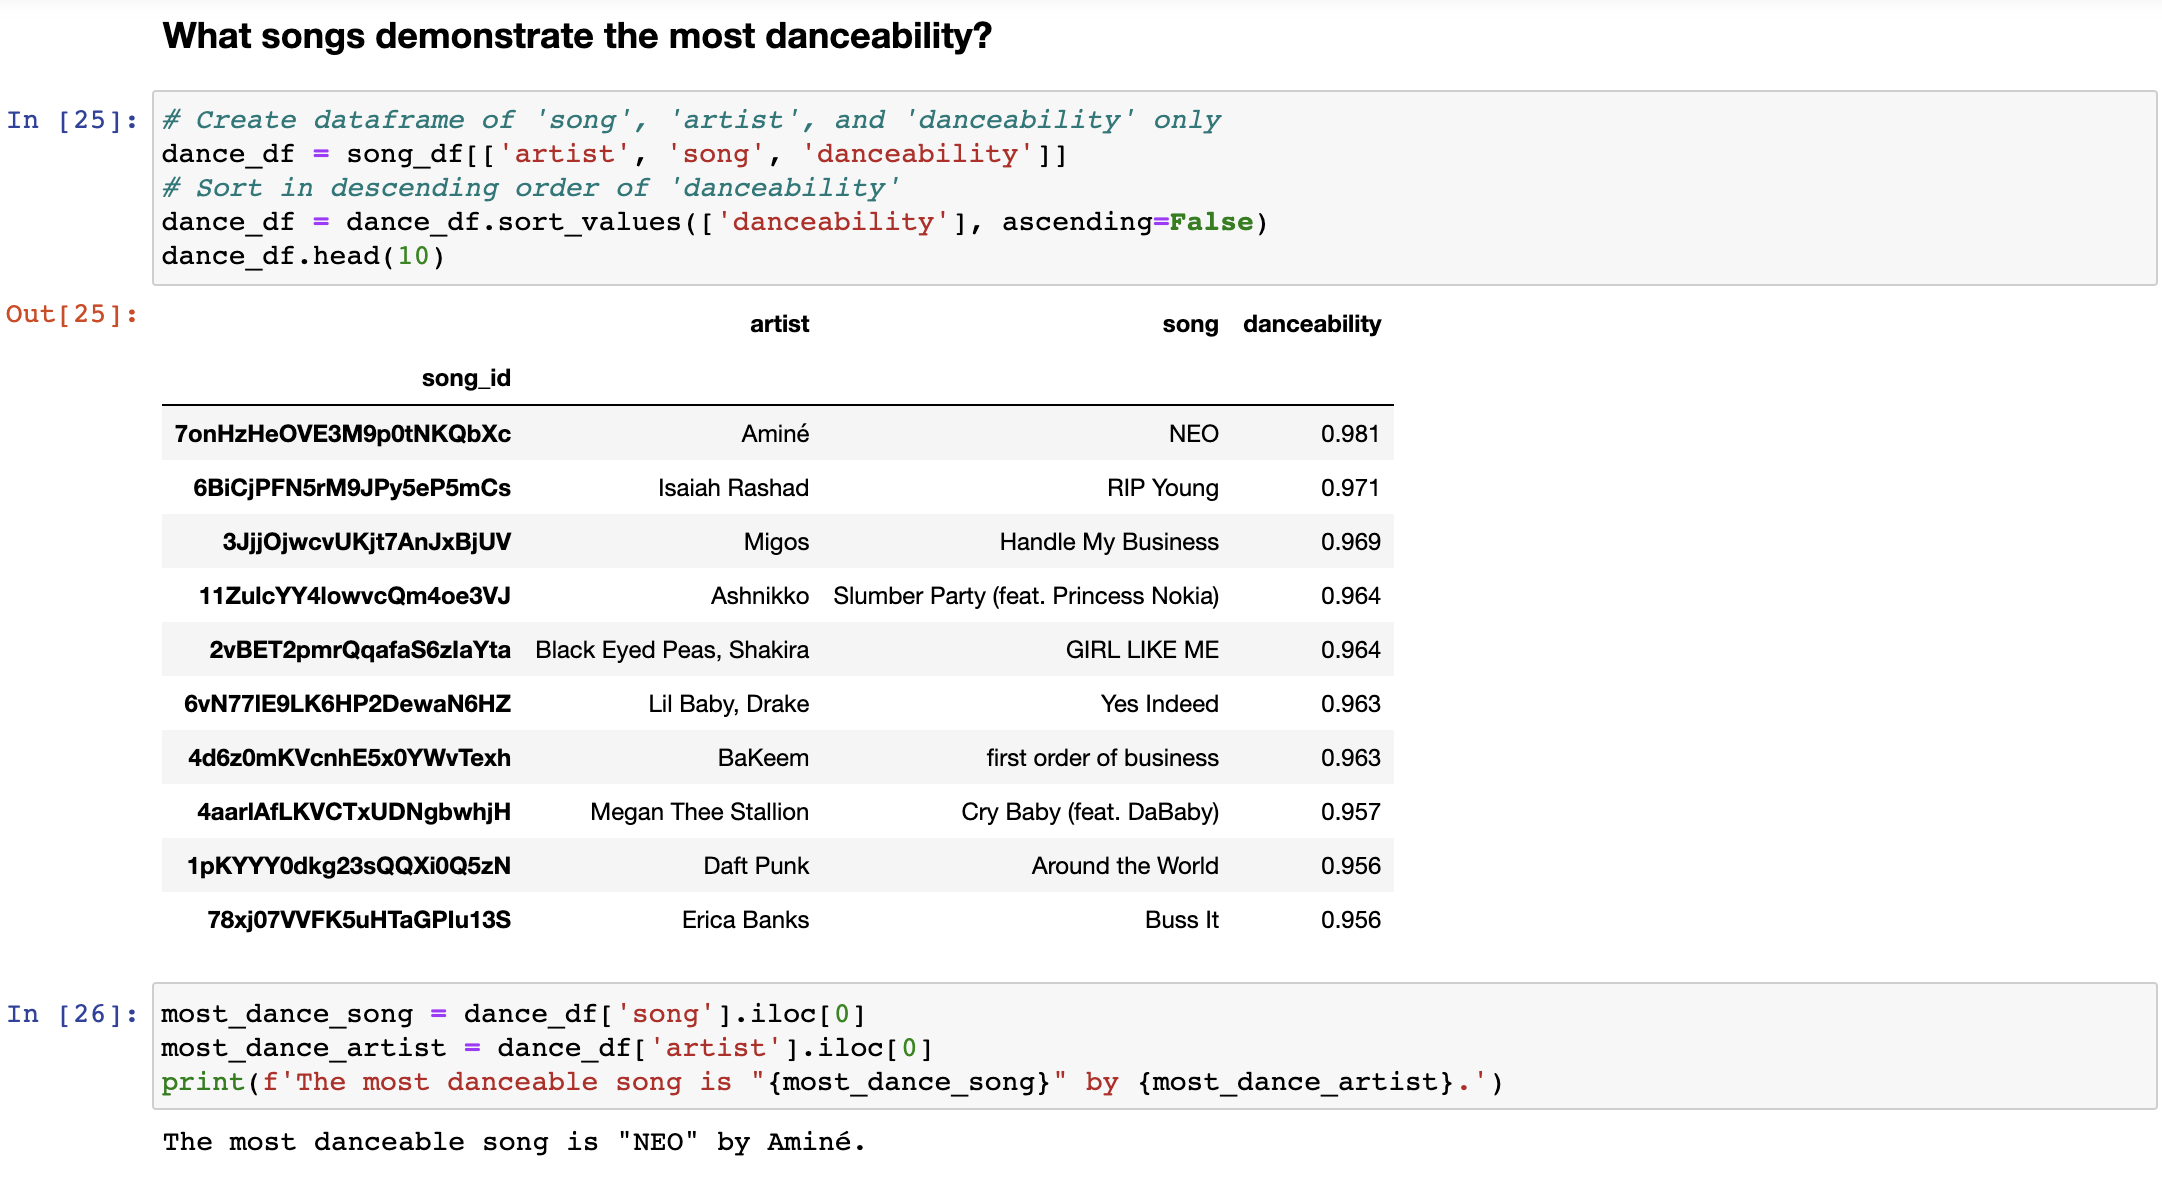 What songs demonstrate the most danceability?
In [25]:
# Create dataframe of 'song', 'artist', and 'danceability' only
dance_df = song_df[['artist', 'song', 'danceability']]
# Sort in descending order of 'danceability'
dance_df = dance_df.sort_values(['danceability'], ascending=False)
dance_df.head(10)
Out[25]:
artist song danceability
song_id
7onHzHeOVE3M9p0tNKQbXc Aminé NEO 0.981
6BiCjPFN5rM9JPy5eP5mCs Isaiah Rashad RIP Young 0.971
3JjjOjwcvUKjt7AnJxBjUV Migos Handle My Business 0.969
11ZulcYY4lowvcQm4oe3VJ Ashnikko Slumber Party (feat. Princess Nokia) 0.964
2vBET2pmrQqafaS6zIaYta Black Eyed Peas, Shakira GIRL LIKE ME 0.964
6vN77lE9LK6HP2DewaN6HZ Lil Baby, Drake Yes Indeed 0.963
4d6z0mKVcnhE5x0YWvTexh BaKeem first order of business 0.963
4aarlAfLKVCTxUDNgbwhjH Megan Thee Stallion Cry Baby (feat. DaBaby) 0.957
1pKYYY0dkg23sQQXi0Q5zN Daft Punk Around the World 0.956
78xj07VVFK5uHTaGPlu13S Erica Banks Buss It 0.956
In [26]:
most_dance_song = dance_df['song'].iloc[0]
most_dance_artist = dance_df['artist'].iloc[0]
print(f'The most danceable song is "{most_dance_song}" by {most_dance_artist}.')
The most danceable song is "NEO" by Aminé.